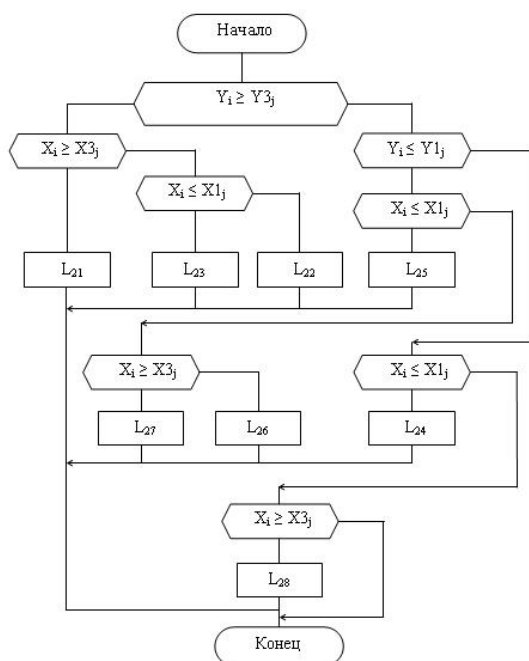 Начало
Yi ≥ Y3j
Xi ≥ X3j
Yi ≤ Y1j
Xi ≤ X1j
Xi ≤ X1j
L21
L23
L22
L25
Xi ≥ X3j
Xi ≤ X1j
L27
L26
L24
Xi ≥ X3j
L28
Конец